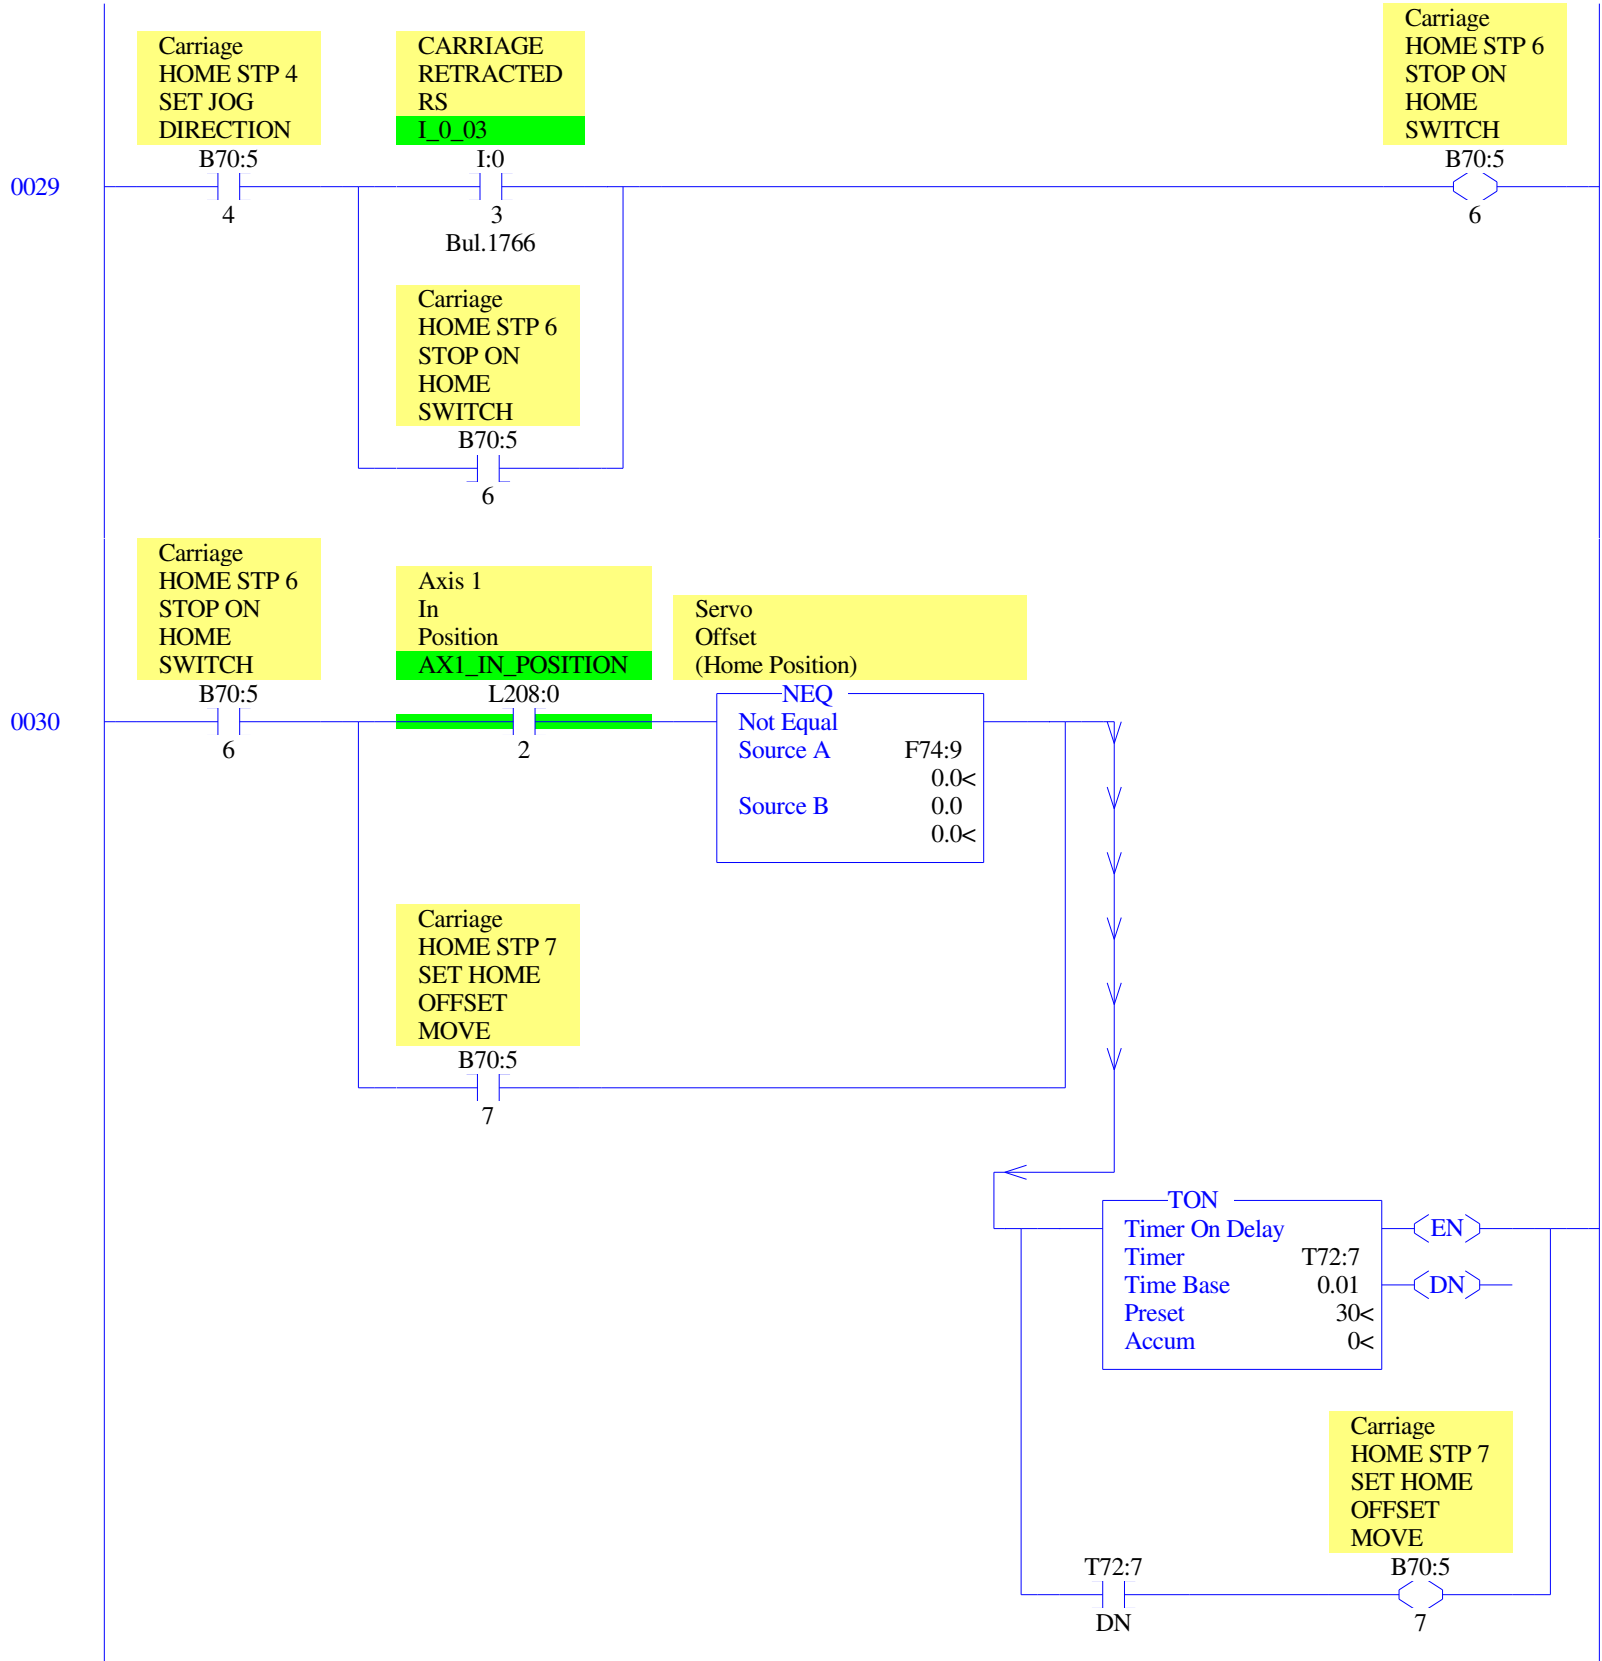 Carriage
HOME STP 4
SET JOG
DIRECTION
B70:5
4
CARRIAGE
RETRACTED
RS
I_0_03
I:0
3
Bul.1766
Carriage
HOME STP 6
STOP ON
HOME
SWITCH
B70:5
6
0029
Carriage
HOME STP 6
STOP ON
HOME
SWITCH
B70:5
6
Carriage
HOME STP 6
STOP ON
HOME
SWITCH
B70:5
6
Axis 1
In
Position
AX1_IN_POSITION
L208:0
2
Servo
Offset
(Home Position)
0030
NEQ
Not Equal
Source A F74:9
0.0<
Source B 0.0
0.0<
Carriage
HOME STP 7
SET HOME
OFFSET
MOVE
B70:5
7
TON
Timer On Delay
Timer T72:7
Time Base 0.01
Preset 30<
Accum 0<
EN
DN
T72:7
DN
Carriage
HOME STP 7
SET HOME
OFFSET
MOVE
B70:5
7